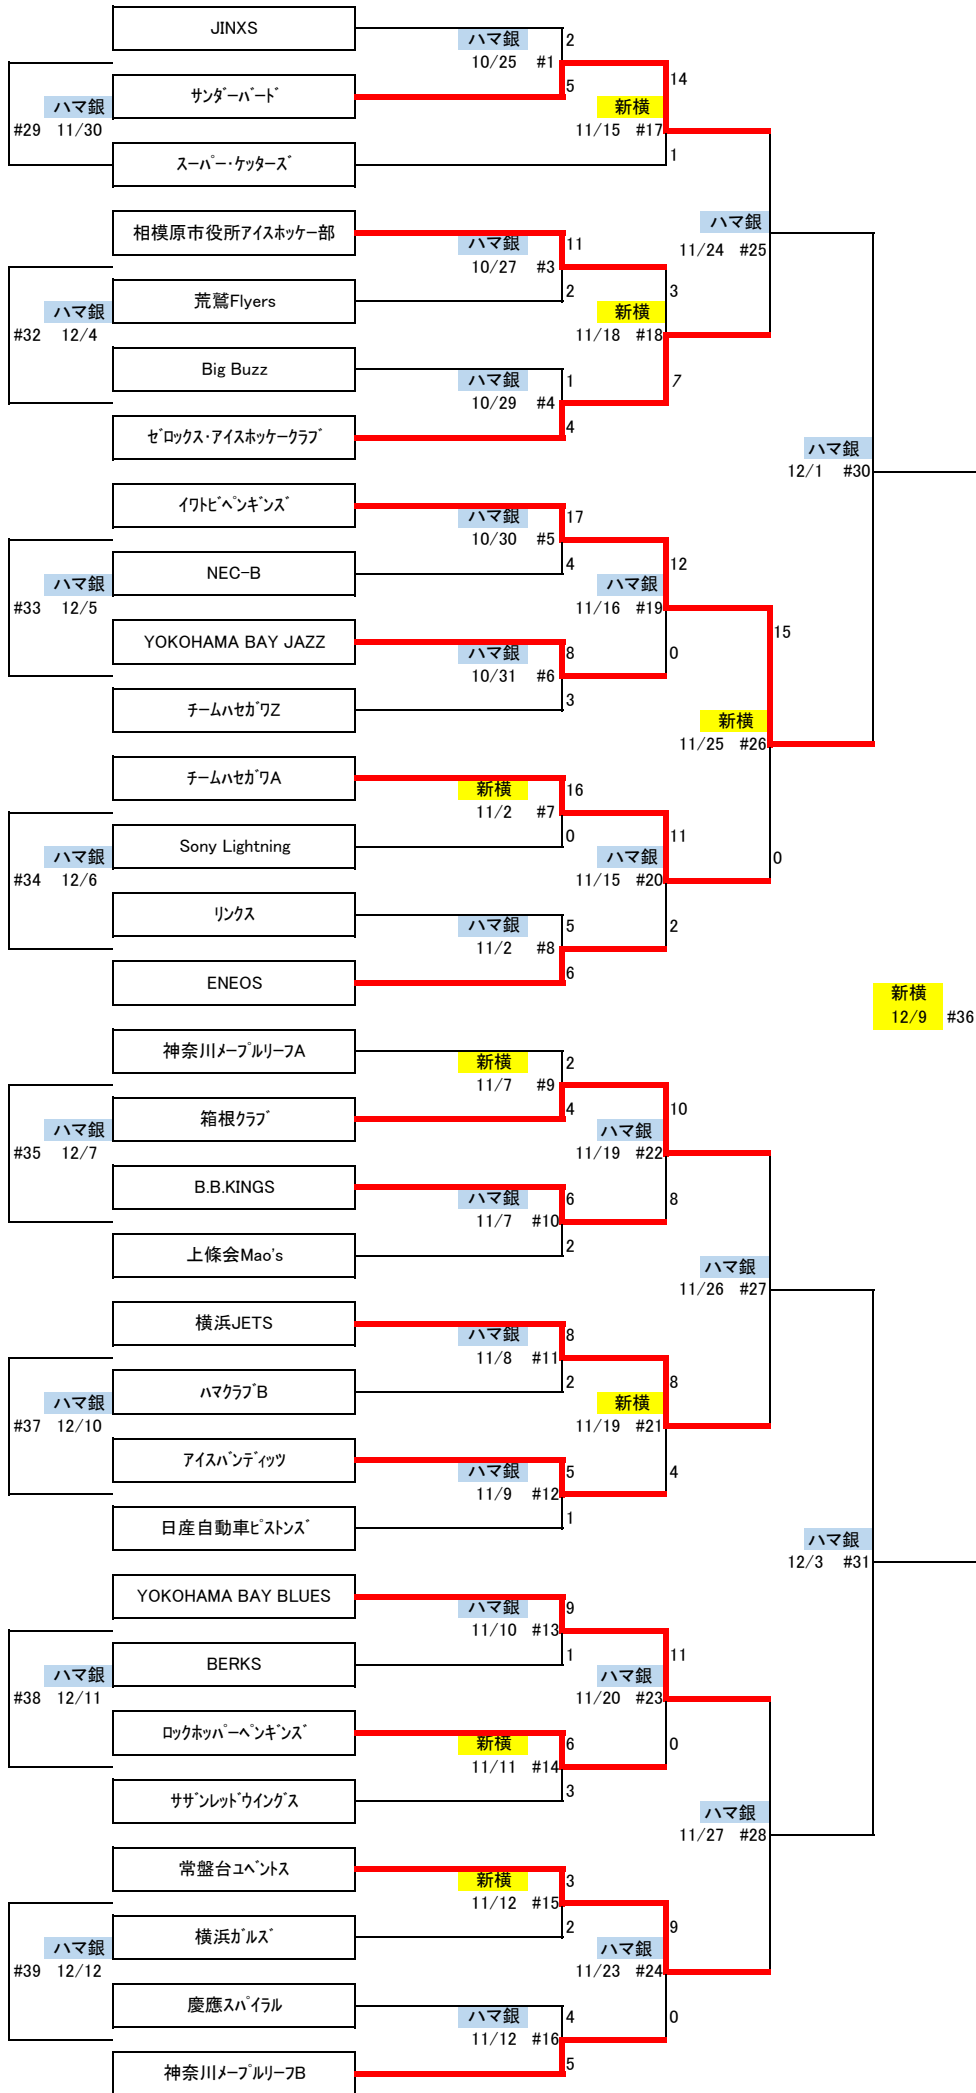 JINXS
ハマ銀 2
10/25 #1
14
サンダーバード 5
ハマ銀 新横
#29 11/30 11/15 #17
スーパー・ケッターズ 1
相模原市役所アイスホッケー部 ハマ銀
ハマ銀 11 11/24 #25
10/27 #3
荒鷲Flyers 2 3
ハマ銀 新横
#32 12/4 11/18 #18
Big Buzz
ハマ銀 1 7
10/29 #4
ゼロックス・アイスホッケークラブ 4
ハマ銀
12/1 #30
イワトビペンギンズ
ハマ銀 17
10/30 #5
NEC-B 4 12
ハマ銀 ハマ銀
#33 12/5 11/16 #19
YOKOHAMA BAY JAZZ 15
ハマ銀 8 0
10/31 #6
チームハセガワZ 3
新横
11/25 #26
チームハセガワA
新横 16
11/2 #7
Sony Lightning 0 11
ハマ銀 ハマ銀 0
#34 12/6 11/15 #20
リンクス
ハマ銀 5 2
11/2 #8
ENEOS 6
新横
12/9 #36
神奈川メープルリーフA
新横 2
11/7 #9
箱根クラブ 4 10
ハマ銀 ハマ銀
#35 12/7 11/19 #22
B.B.KINGS
ハマ銀 6 8
11/7 #10
上條会Mao's 2
ハマ銀
11/26 #27
横浜JETS
ハマ銀 8
11/8 #11
ハマクラブB 2 8
ハマ銀 新横
#37 12/10 11/19 #21
アイスバンディッツ
ハマ銀 5 4
11/9 #12
日産自動車ピストンズ 1
ハマ銀
12/3 #31
YOKOHAMA BAY BLUES
ハマ銀 9
11/10 #13
BERKS 1 11
ハマ銀 ハマ銀
#38 12/11 11/20 #23
ロックホッパーペンギンズ
新横 6 0
11/11 #14
サザンレッドウイングス 3
ハマ銀
11/27 #28
常盤台ユベントス
新横 3
11/12 #15
横浜ガルズ 2 9
ハマ銀 ハマ銀
#39 12/12 11/23 #24
慶應スパイラル
ハマ銀 4 0
11/12 #16
神奈川メープルリーフB 5